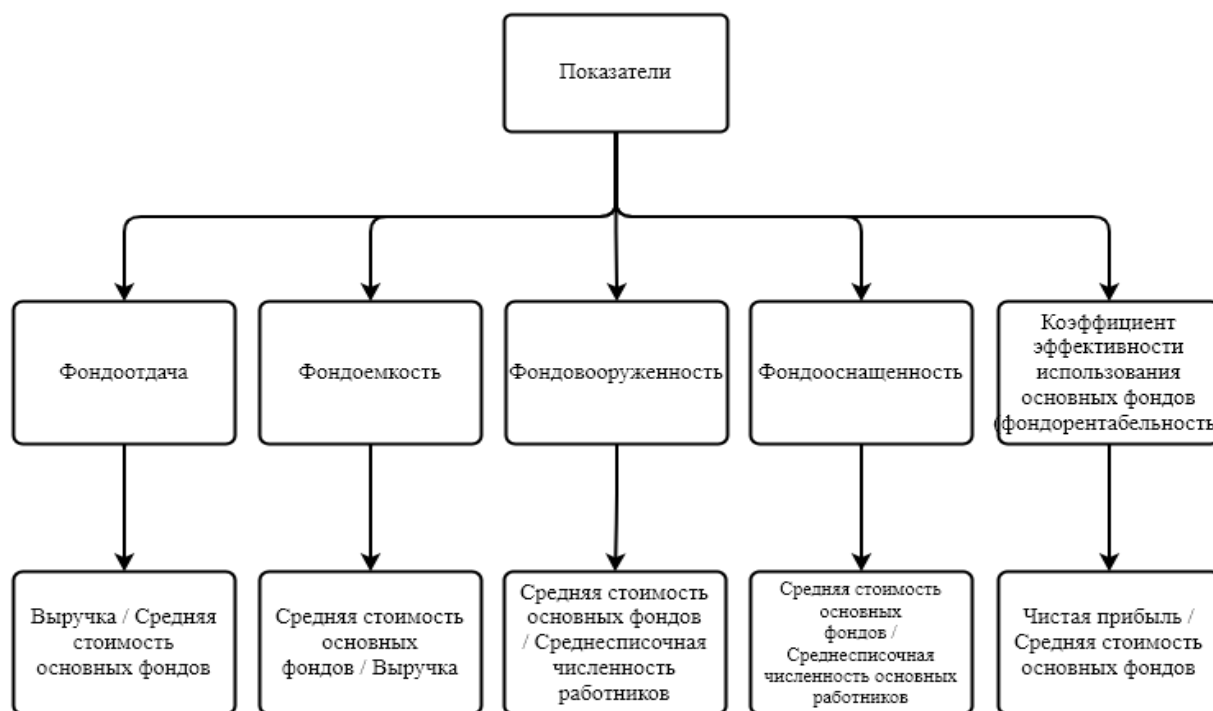 Показатели
Фондоотдача
Фондоемкость
Фондовооруженность
Фондооснащенность
Коэффициент
эффективности
использования
основных фондов
(фондорентабельность
Выручка / Средняя
стоимость
основных фондов
Средняя стоимость
основных
фондов / Выручка
Средняя стоимость
основных фондов
/ Среднесписочная
численность
работников
Средняя стоимость
основных
фондов /
Среднесписочная
численность основных
работников
Чистая прибыль /
Средняя стоимость
основных фондов